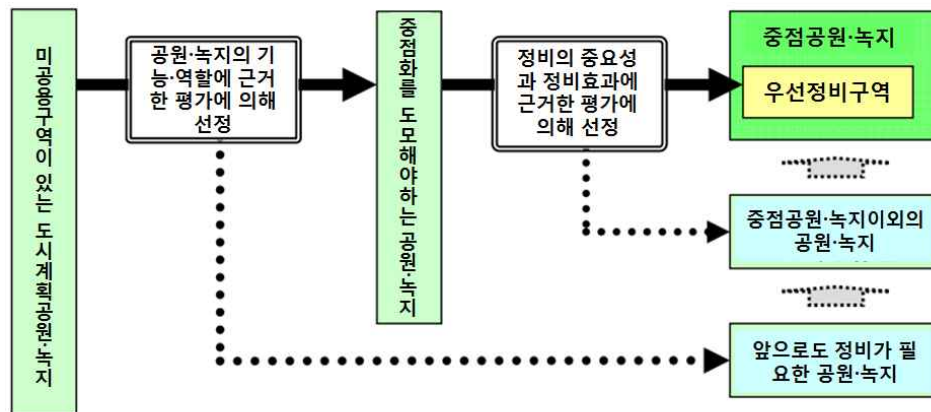 미공용구역이 있는 도시계획공원·녹지
공원·녹지의 기
능·역할에 근거
한 평가에 의해
선정
중점화를 도모해야하는 공원·녹지
정비의 중요성
과 정비효과에
근거한 평가에
의해 선정
중점공원·녹지
우선정비구역
중점공원·녹지이외의
공원·녹지
앞으로도 정비가 필
요한 공원·녹지